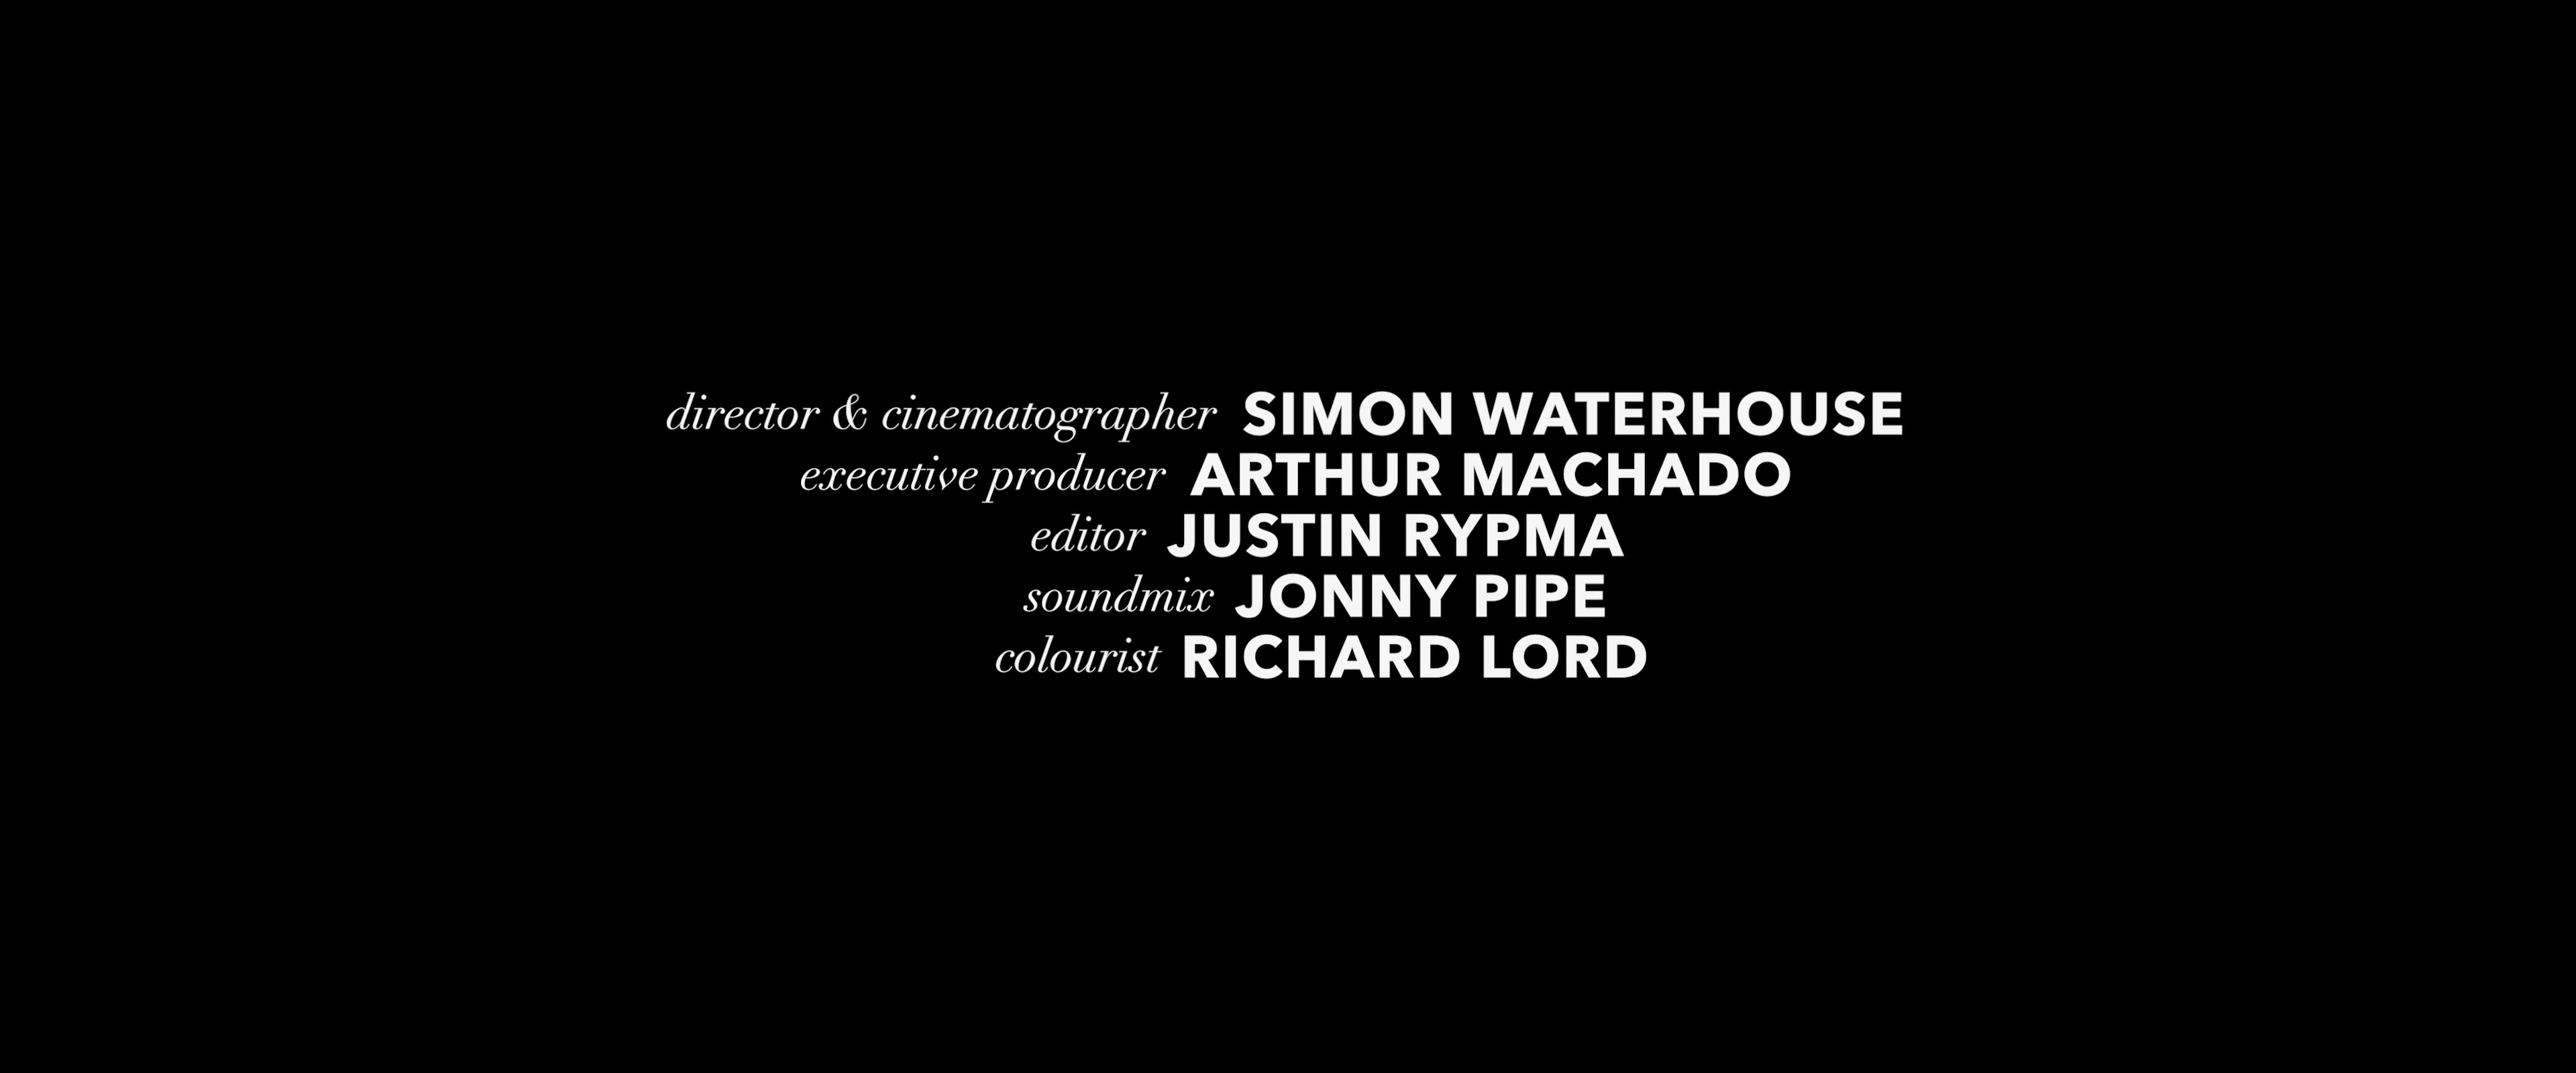 director & cinematographer SIMON WATERHOUSE
executive producer ARTHUR MACHADO
editor JUSTIN RYPMA
soundmix JONNY PIPE
colourist RICHARD LORD